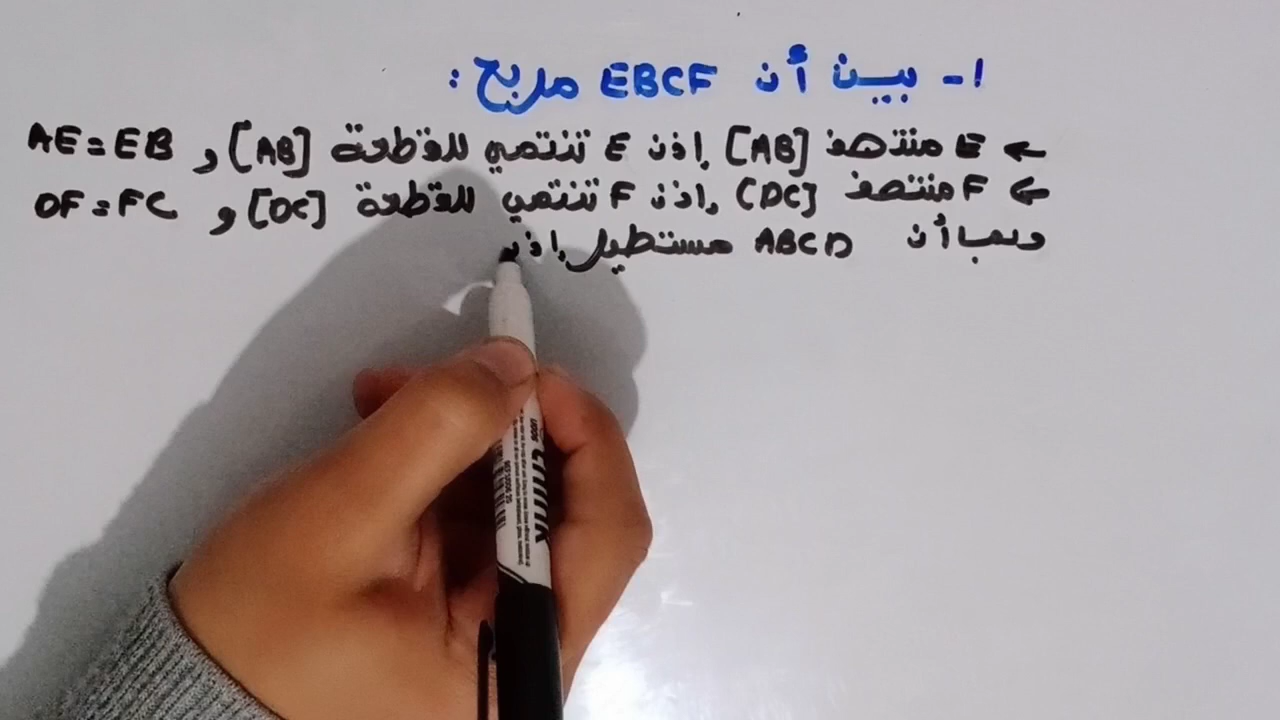 1- بين أن EBCF مربع :
← E منتصف [AB] إذن E تنتمي للقطعة [AB] و AE=EB
← F منتصف [DC] إذن F تنتمي للقطعة [DC] و DF=FC
وبما أن ABCD مستطيل إذن